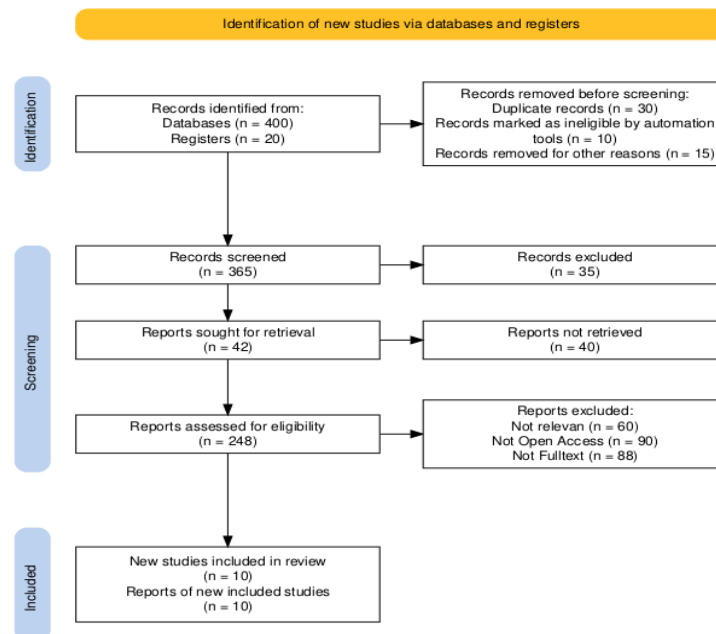 Identification of new studies via databases and registers
Identification
Records identified from:
Databases (n = 400)
Registers (n = 20)
Records removed before screening:
Duplicate records (n = 30)
Records marked as ineligible by automation
tools (n = 10)
Records removed for other reasons (n = 15)
Screening
Records screened
(n = 365)
Records excluded
(n = 35)
Reports sought for retrieval
(n = 42)
Reports not retrieved
(n = 40)
Reports assessed for eligibility
(n = 248)
Reports excluded:
Not relevan (n = 60)
Not Open Access (n = 90)
Not Fulltext (n = 88)
Included
New studies included in review
(n = 10)
Reports of new included studies
(n = 10)